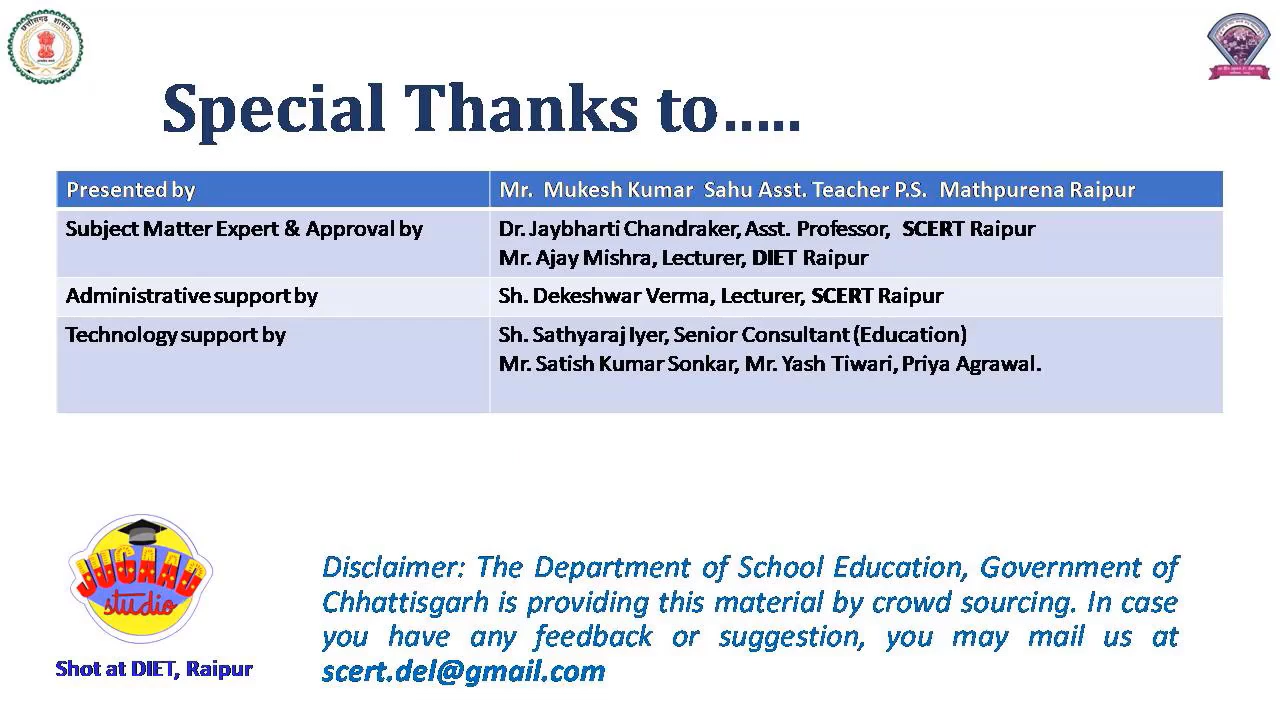 छत्तीसगढ़ शासन
Special Thanks to.....
Presented by
Mr. Mukesh Kumar Sahu Asst. Teacher P.S. Mathpurena Raipur
Subject Matter Expert & Approval by
Dr. Jaybharti Chandraker, Asst. Professor, SCERT Raipur
Mr. Ajay Mishra, Lecturer, DIET Raipur
Administrative support by
Sh. Dekeshwar Verma, Lecturer, SCERT Raipur
Technology support by
Sh. Sathyaraj Iyer, Senior Consultant (Education)
Mr. Satish Kumar Sonkar, Mr. Yash Tiwari, Priya Agrawal.
JUGAAD
studio
Shot at DIET, Raipur
Disclaimer: The Department of School Education, Government of
Chhattisgarh is providing this material by crowd sourcing. In case
you have any feedback or suggestion, you may mail us at
scert.del@gmail.com